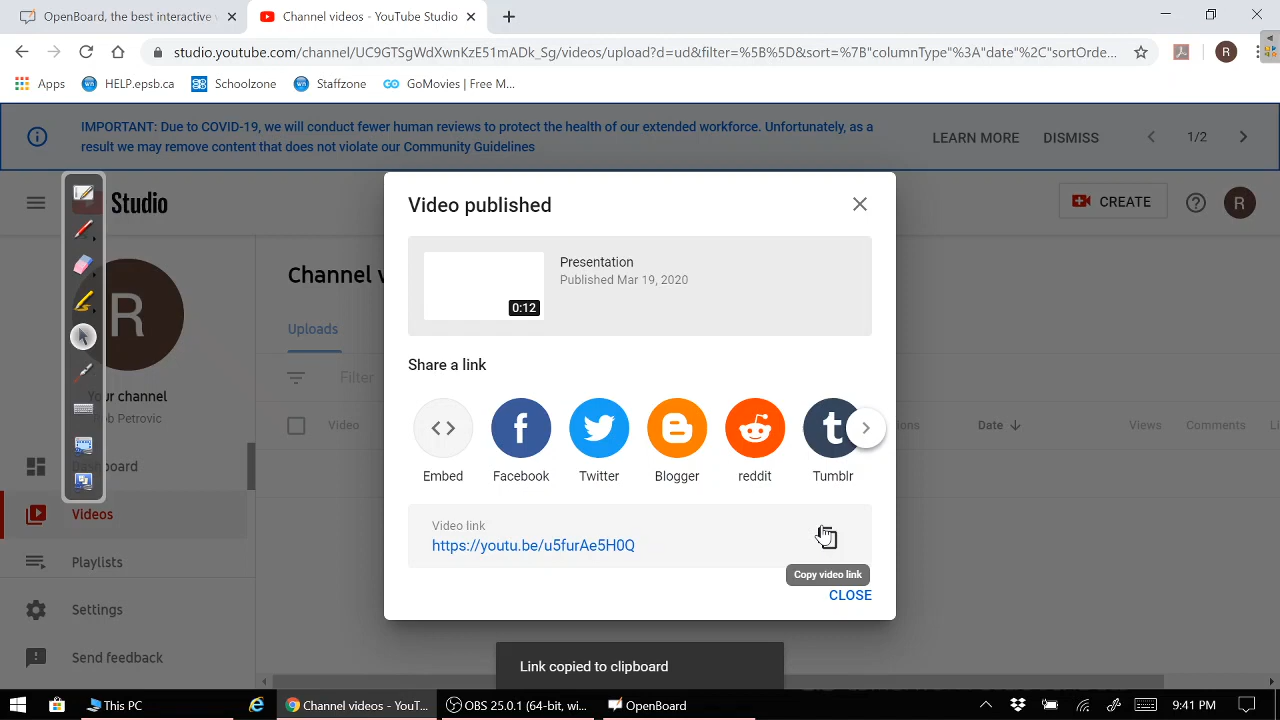 OpenBoard, the best interactive
Channel videos - YouTube Studio
studio.youtube.com/channel/UC9GTSgWdXwnKzE51mADk_Sg/videos/upload?d=ud&filter=%5B%5D&sort=%7B"columnType"%3A"date"%2C"sortOrde...
R
Apps
HELP.epsb.ca
Schoolzone
Staffzone
GoMovies | Free M...
IMPORTANT: Due to COVID-19, we will conduct fewer human reviews to protect the health of our extended workforce. Unfortunately, as a
result we may remove content that does not violate our Community Guidelines
LEARN MORE
DISMISS
1/2
Studio
CREATE
R
Video published
Presentation
Published Mar 19, 2020
0:12
Channel v
R
Uploads
Share a link
Filter
Your channel
ob Petrovic
Video
Date
Views
Comments
Li
Embed
Facebook
Twitter
Blogger
reddit
Tumblr
Dashboard
Videos
Video link
https://youtu.be/u5furAe5H0Q
Copy video link
CLOSE
Playlists
Settings
Send feedback
Link copied to clipboard
This PC
Channel videos - YouT...
OBS 25.0.1 (64-bit, wi...
OpenBoard
9:41 PM